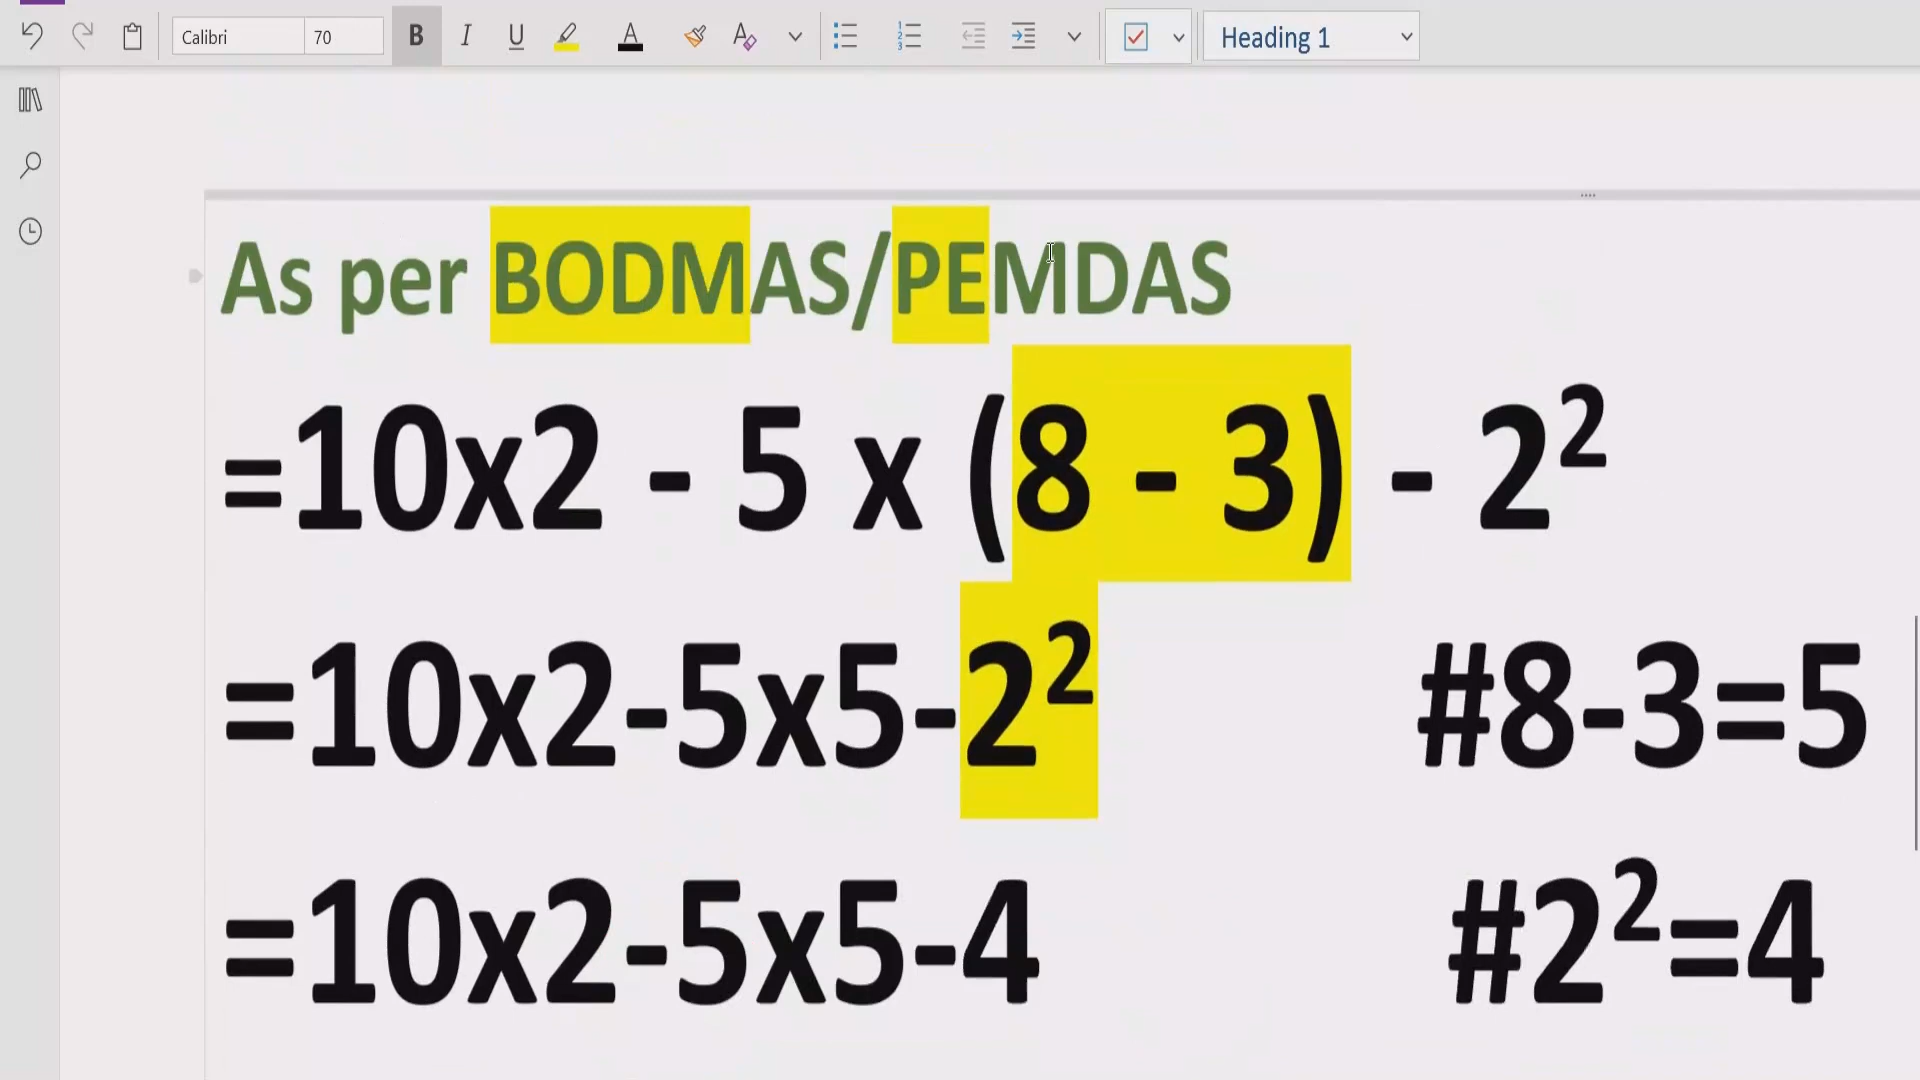 Calibri 70 B I U A A Heading 1
As per BODMAS/PEMDAS
=10x2 - 5 x (8 - 3) - 2²
=10x2-5x5-2² #8-3=5
=10x2-5x5-4 #2²=4